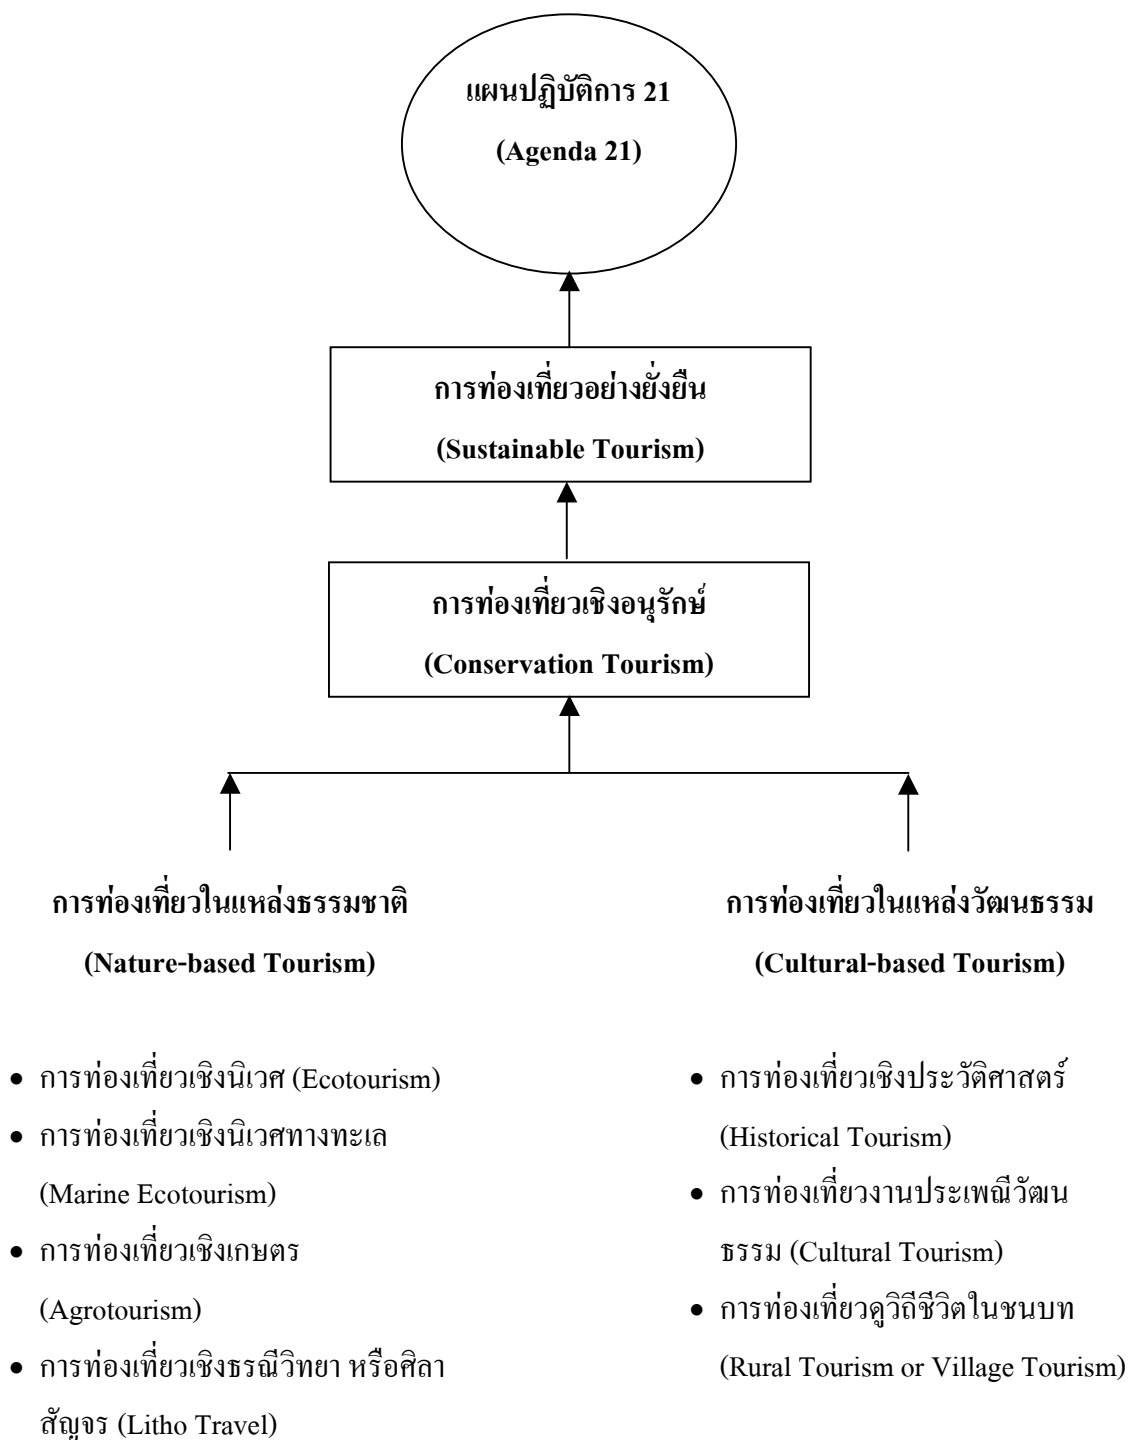 แผนปฏิบัติการ 21
(Agenda 21)
การท่องเที่ยวอย่างยั่งยืน
(Sustainable Tourism)
การท่องเที่ยวเชิงอนุรักษ์
(Conservation Tourism)
การท่องเที่ยวในแหล่งธรรมชาติ
(Nature-based Tourism)
• การท่องเที่ยวเชิงนิเวศ (Ecotourism)
• การท่องเที่ยวเชิงนิเวศทางทะเล
(Marine Ecotourism)
• การท่องเที่ยวเชิงเกษตร
(Agrotourism)
• การท่องเที่ยวเชิงธรณีวิทยา หรือศิลา
สัญจร (Litho Travel)
การท่องเที่ยวในแหล่งวัฒนธรรม
(Cultural-based Tourism)
• การท่องเที่ยวเชิงประวัติศาสตร์
(Historical Tourism)
• การท่องเที่ยวงานประเพณีวัฒน
ธรรม (Cultural Tourism)
• การท่องเที่ยวดูวิถีชีวิตในชนบท
(Rural Tourism or Village Tourism)